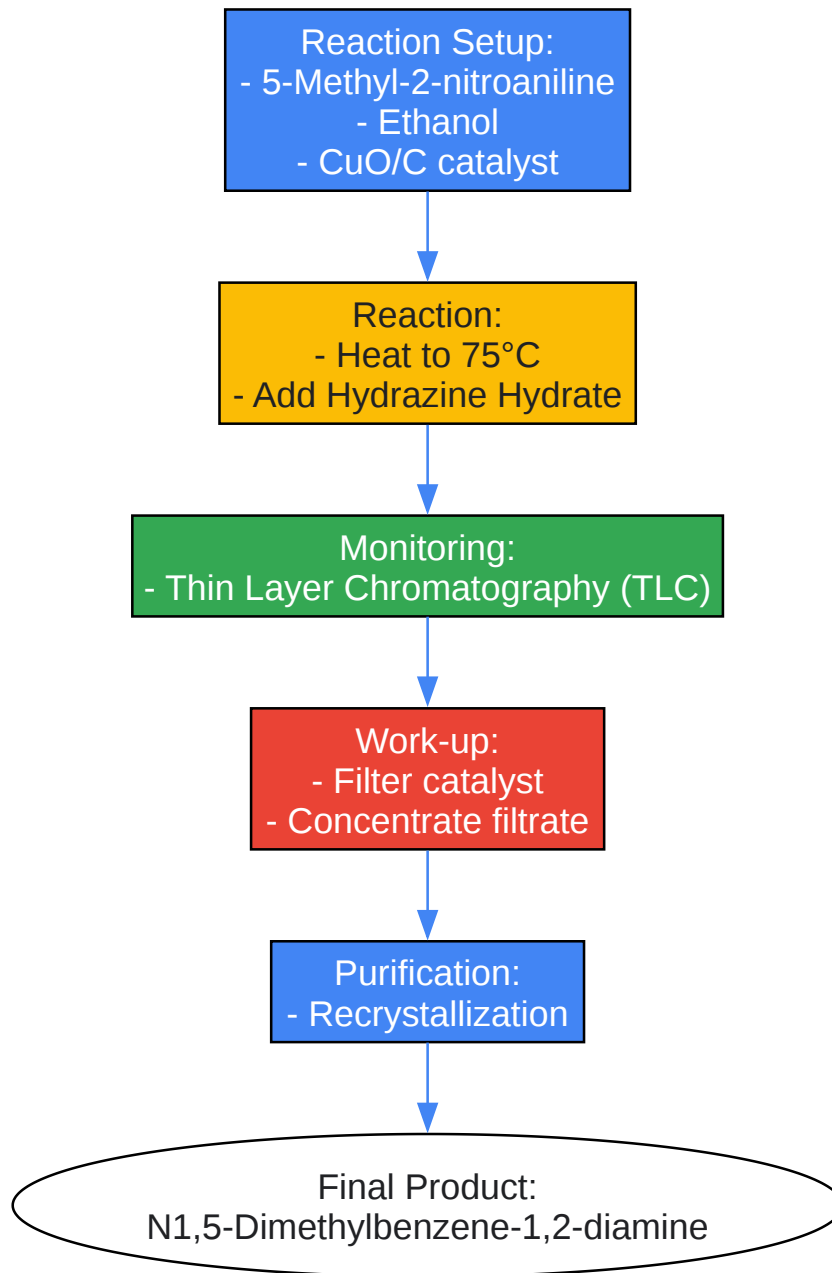 Reaction Setup:
- 5-Methyl-2-nitroaniline
- Ethanol
- CuO/C catalyst
Reaction:
- Heat to 75°C
- Add Hydrazine Hydrate
Monitoring:
- Thin Layer Chromatography (TLC)
Work-up:
- Filter catalyst
- Concentrate filtrate
Purification:
- Recrystallization
Final Product:
N1,5-Dimethylbenzene-1,2-diamine